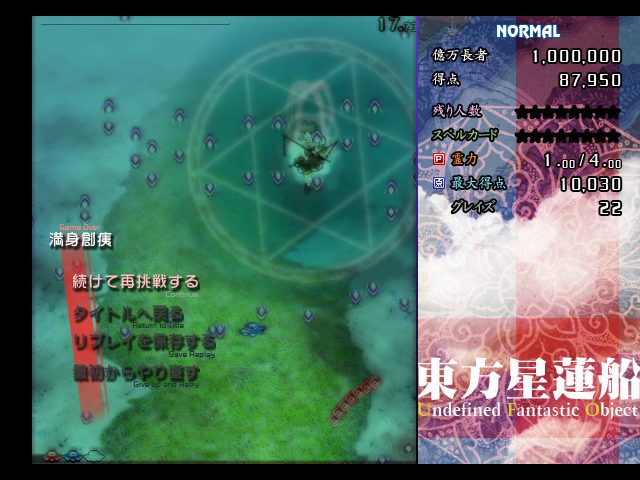 17.73
Game Over
満身創痍
続けて再挑戦する
Continue
タイトルへ戻る
Return to Title
リプレイを保存する
Save Replay
最初からやり直す
Give up and Retry
NORMAL
億万長者 1,000,000
得点 87,950
残り人数
スペルカード
P 霊力 1.00/4.00
点 最大得点 10,030
グレイズ 22
東方星蓮船
Undefined Fantastic Object